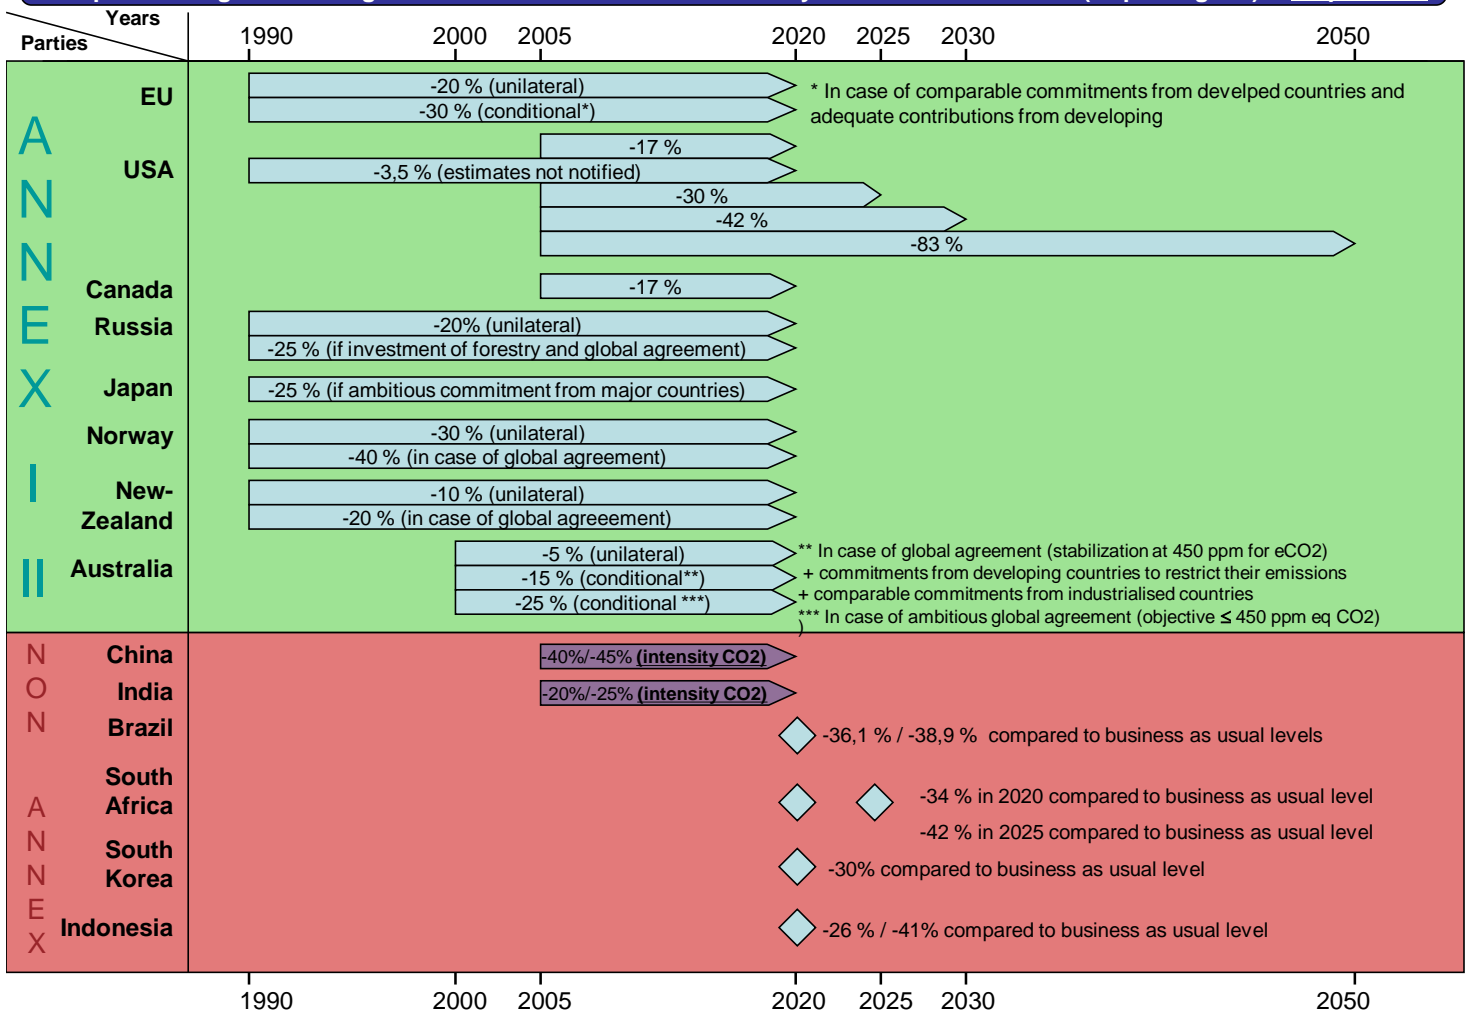 Years
Parties
1990 2000 2005 2020 2025 2030 2050
ANNEX I
EU
-20 % (unilateral)
-30 % (conditional*)
* In case of comparable commitments from develped countries and
adequate contributions from developing
USA
-17 %
-3,5 % (estimates not notified)
-30 %
-42 %
-83 %
Canada
-17 %
Russia
-20% (unilateral)
-25 % (if investment of forestry and global agreement)
Japan
-25 % (if ambitious commitment from major countries)
Norway
-30 % (unilateral)
-40 % (in case of global agreement)
New-
Zealand
-10 % (unilateral)
-20 % (in case of global agreeement)
II
Australia
-5 % (unilateral)
-15 % (conditional**)
-25 % (conditional ***)
** In case of global agreement (stabilization at 450 ppm for eCO2)
+ commitments from developing countries to restrict their emissions
+ comparable commitments from industrialised countries
*** In case of ambitious global agreement (objective ≤ 450 ppm eq CO2)
)
NON ANNEX
China
-40%/-45% (intensity CO2)
India
-20%/-25% (intensity CO2)
Brazil
-36,1 % / -38,9 % compared to business as usual levels
South
Africa
-34 % in 2020 compared to business as usual level
-42 % in 2025 compared to business as usual level
South
Korea
-30% compared to business as usual level
Indonesia
-26 % / -41% compared to business as usual level
1990 2000 2005 2020 2025 2030 2050